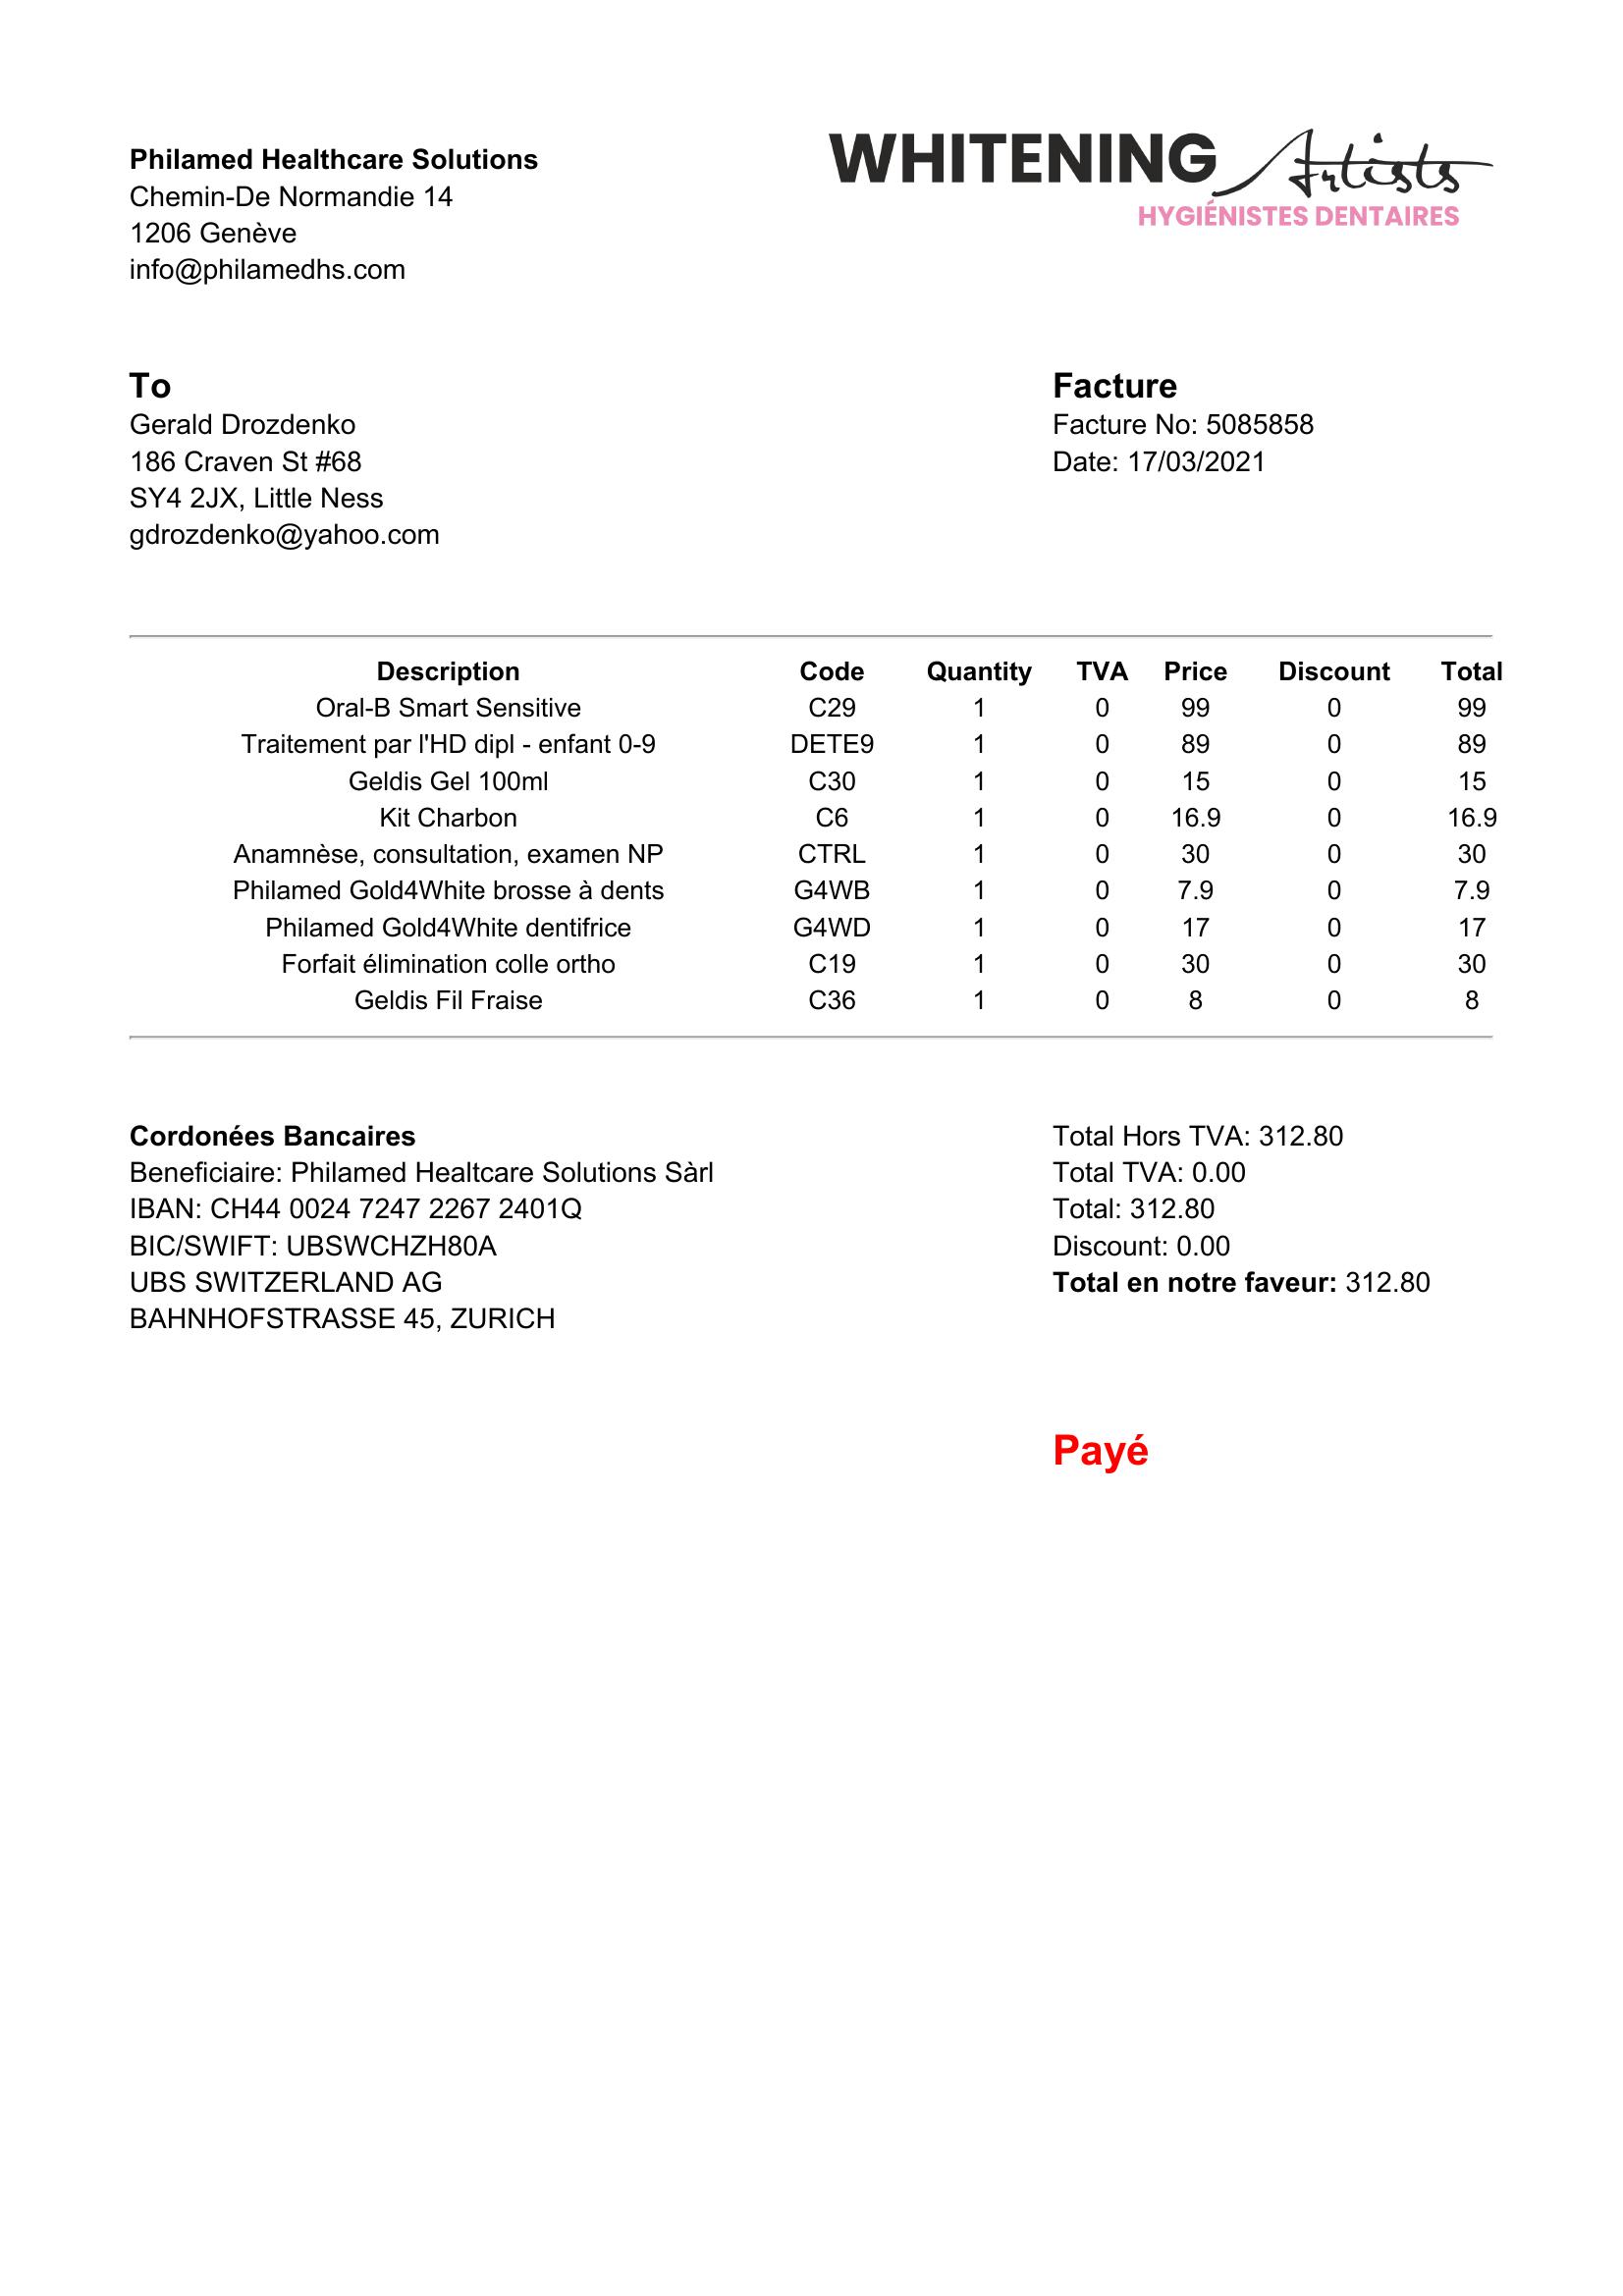 Philamed Healthcare Solutions
Chemin-De Normandie 14
1206 Genève
info@philamedhs.com
WHITENING Artists
HYGIÉNISTES DENTAIRES
To
Gerald Drozdenko
186 Craven St #68
SY4 2JX, Little Ness
gdrozdenko@yahoo.com
Facture
Facture No: 5085858
Date: 17/03/2021
Description Code Quantity TVA Price Discount Total
Oral-B Smart Sensitive C29 1 0 99 0 99
Traitement par l'HD dipl - enfant 0-9 DETE9 1 0 89 0 89
Geldis Gel 100ml C30 1 0 15 0 15
Kit Charbon C6 1 0 16.9 0 16.9
Anamnèse, consultation, examen NP CTRL 1 0 30 0 30
Philamed Gold4White brosse à dents G4WB 1 0 7.9 0 7.9
Philamed Gold4White dentifrice G4WD 1 0 17 0 17
Forfait élimination colle ortho C19 1 0 30 0 30
Geldis Fil Fraise C36 1 0 8 0 8
Cordonées Bancaires
Beneficiaire: Philamed Healtcare Solutions Sàrl
IBAN: CH44 0024 7247 2267 2401Q
BIC/SWIFT: UBSWCHZH80A
UBS SWITZERLAND AG
BAHNHOFSTRASSE 45, ZURICH
Total Hors TVA: 312.80
Total TVA: 0.00
Total: 312.80
Discount: 0.00
Total en notre faveur: 312.80
Payé